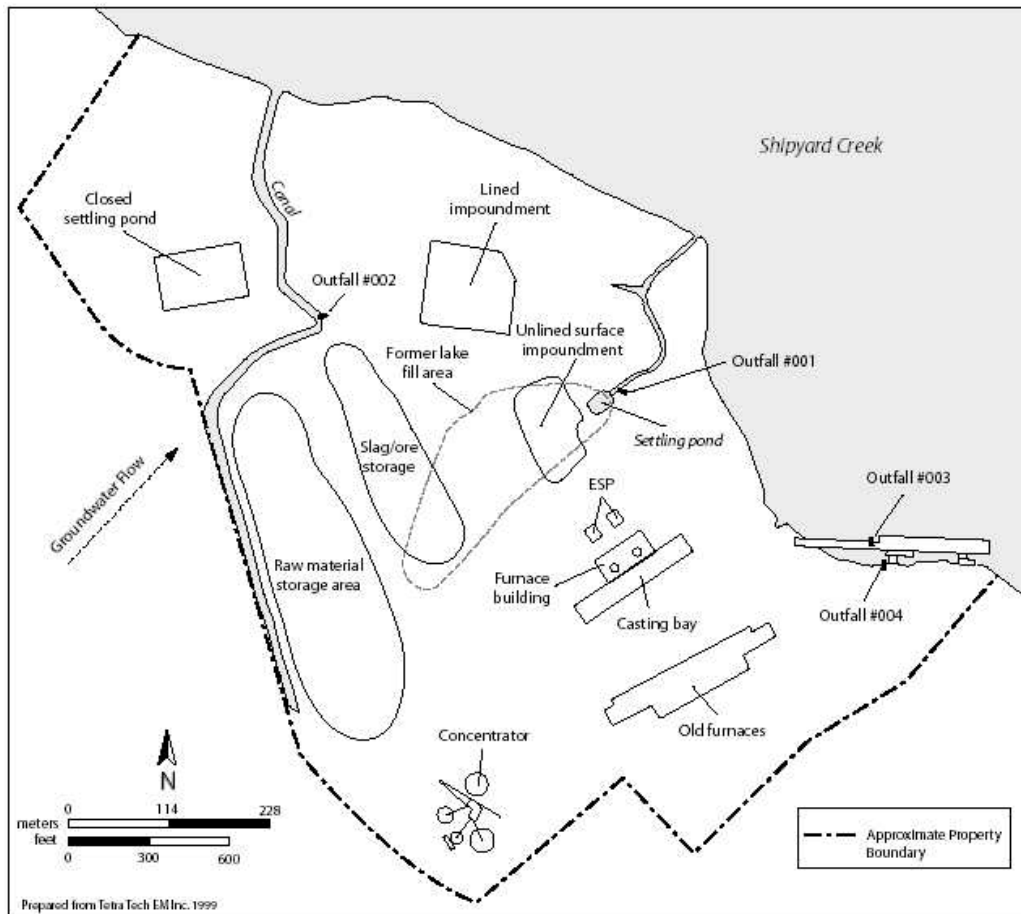 Shipyard Creek
Canal
Closed
settling pond
Lined
impoundment
Outfall #002
Unlined surface
impoundment
Former lake
fill area
Outfall #001
Settling pond
Slag/ore
storage
Groundwater Flow
ESP
Outfall #003
Raw material
storage area
Furnace
building
Casting bay
Outfall #004
Old furnaces
Concentrator
N
0 114 228
meters
feet
0 300 600
Approximate Property
Boundary
Prepared from Tetra Tech EM Inc. 1999